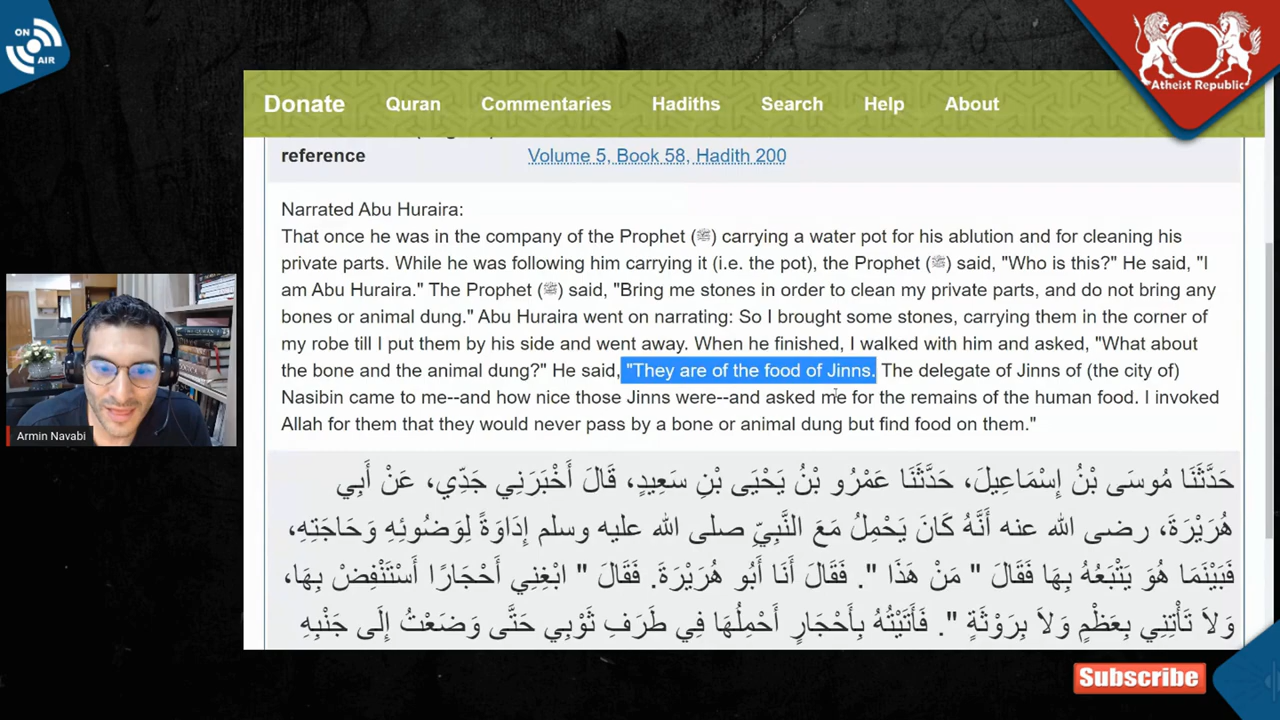 ON
AIR
Atheist Republic
Donate Quran Commentaries Hadiths Search Help About
reference Volume 5, Book 58, Hadith 200
Narrated Abu Huraira:
That once he was in the company of the Prophet (ﷺ) carrying a water pot for his ablution and for cleaning his
private parts. While he was following him carrying it (i.e. the pot), the Prophet (ﷺ) said, "Who is this?" He said, "I
am Abu Huraira." The Prophet (ﷺ) said, "Bring me stones in order to clean my private parts, and do not bring any
bones or animal dung." Abu Huraira went on narrating: So I brought some stones, carrying them in the corner of
my robe till I put them by his side and went away. When he finished, I walked with him and asked, "What about
the bone and the animal dung?" He said, "They are of the food of Jinns. The delegate of Jinns of (the city of)
Nasibin came to me--and how nice those Jinns were--and asked me for the remains of the human food. I invoked
Allah for them that they would never pass by a bone or animal dung but find food on them."
حَدَّثَنَا مُوسَى بْنُ إِسْمَاعِيلَ، حَدَّثَنَا عَمْرُو بْنُ يَحْيَى بْنِ سَعِيدٍ، قَالَ أَخْبَرَنِي جَدِّي، عَنْ أَبِي
هُرَيْرَةَ، رضى الله عنه أَنَّهُ كَانَ يَحْمِلُ مَعَ النَّبِيِّ صلى الله عليه وسلم إِدَاوَةً لِوَضُوئِهِ وَحَاجَتِهِ،
فَبَيْنَمَا هُوَ يَتْبَعُهُ بِهَا فَقَالَ " مَنْ هَذَا ". فَقَالَ أَنَا أَبُو هُرَيْرَةَ. فَقَالَ " ابْغِنِي أَحْجَارًا أَسْتَنْفِضْ بِهَا،
وَلاَ تَأْتِنِي بِعَظْمٍ وَلاَ بِرَوْثَةٍ ". فَأَتَيْتُهُ بِأَحْجَارٍ أَحْمِلُهَا فِي طَرَفِ ثَوْبِي حَتَّى وَضَعْتُ إِلَى جَنْبِهِ
Armin Navabi
Subscribe